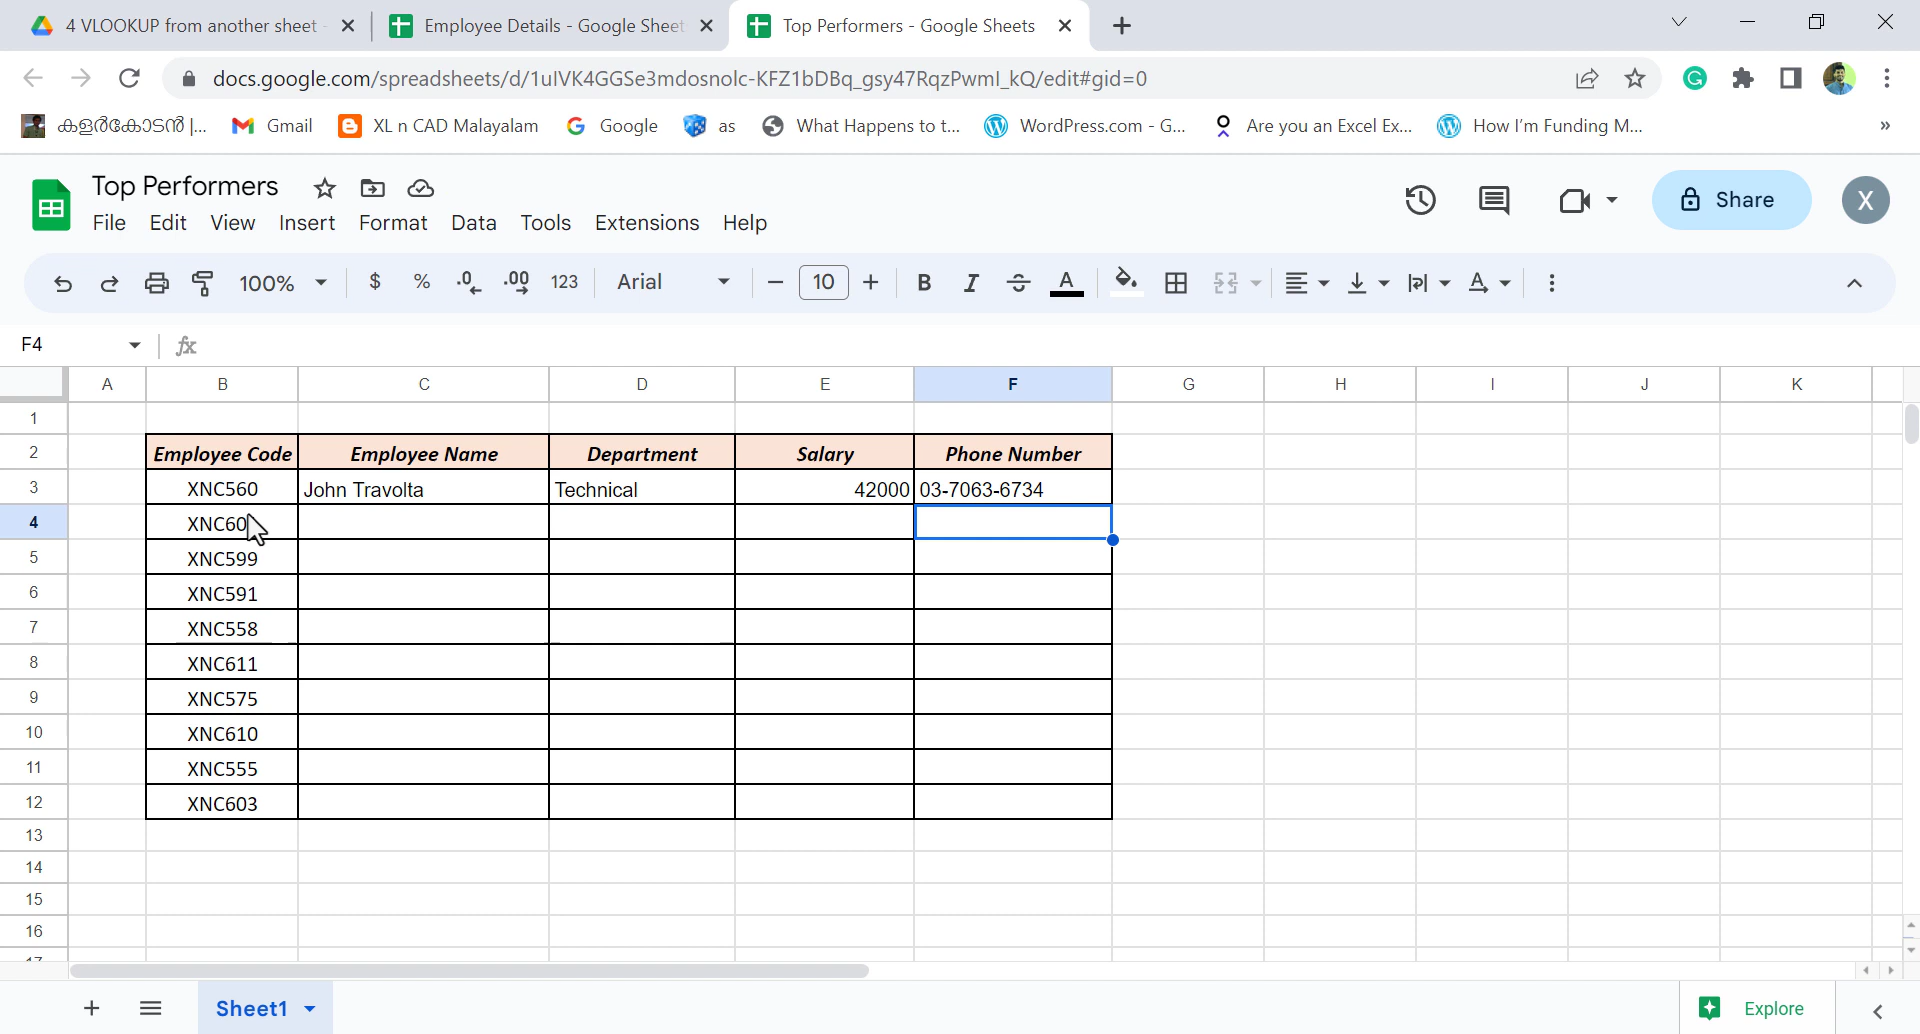 4 VLOOKUP from another sheet - Employee Details - Google Sheet Top Performers - Google Sheets
docs.google.com/spreadsheets/d/1ulVK4GGSe3mdosnolc-KFZ1bDBq_gsy47RqzPwml_kQ/edit#gid=0
കളർകോടൻ |... Gmail XL n CAD Malayalam Google as What Happens to t... WordPress.com - G... Are you an Excel Ex... How I'm Funding M... »
Top Performers
File Edit View Insert Format Data Tools Extensions Help
Share X
100% $ % .0 .00 123 Arial 10 B I S A
F4 fx
A B C D E F G H I J K
1
2 Employee Code Employee Name Department Salary Phone Number
3 XNC560 John Travolta Technical 42000 03-7063-6734
4
5 XNC599
6 XNC591
7 XNC558
8 XNC611
9 XNC575
10 XNC610
11 XNC555
12 XNC603
13
14
15
16
17
Sheet1 Explore